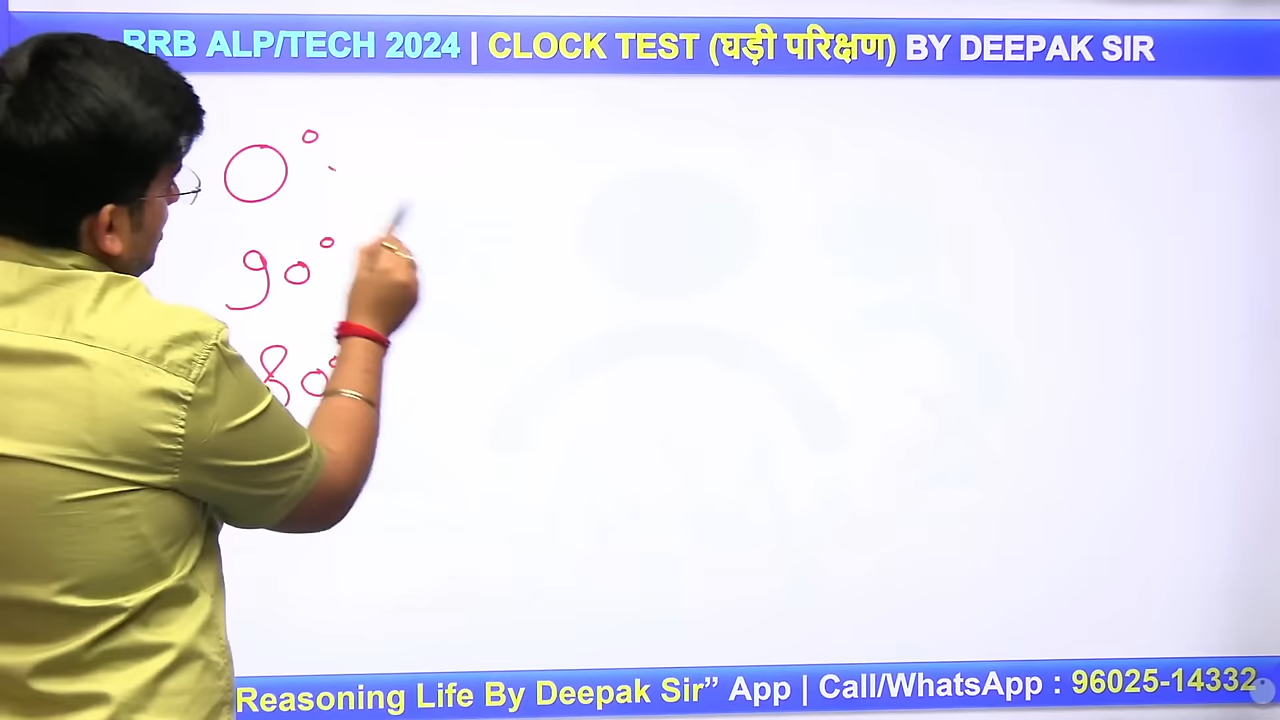 RRB ALP/TECH 2024 | CLOCK TEST (घड़ी परिक्षण) BY DEEPAK SIR
0°
90°
80°
Reasoning Life By Deepak Sir” App | Call/WhatsApp : 96025-14332